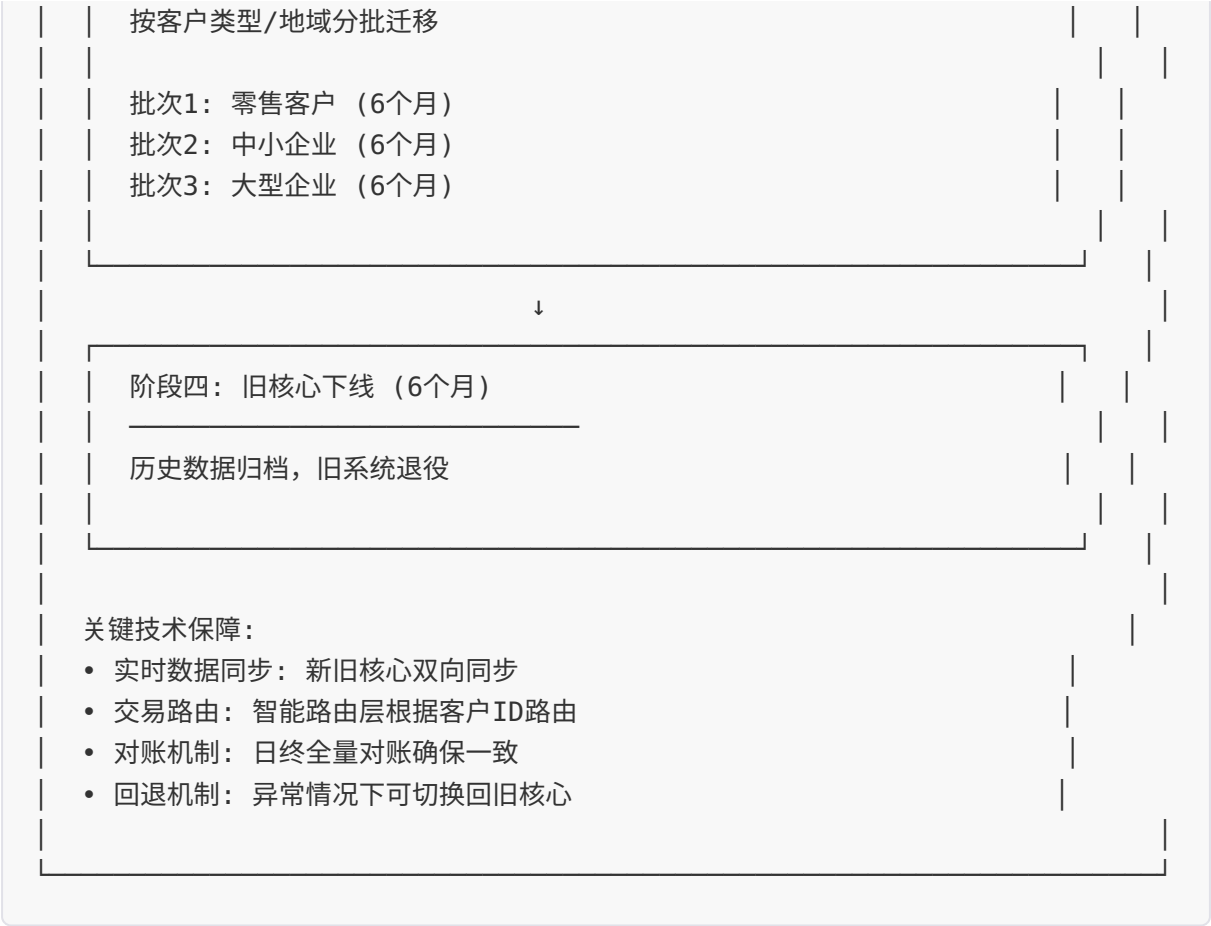 按客户类型/地域分批迁移
批次1: 零售客户 (6个月)
批次2: 中小企业 (6个月)
批次3: 大型企业 (6个月)
↓
阶段四: 旧核心下线 (6个月)
历史数据归档，旧系统退役
关键技术保障:
• 实时数据同步: 新旧核心双向同步
• 交易路由: 智能路由层根据客户ID路由
• 对账机制: 日终全量对账确保一致
• 回退机制: 异常情况下可切换回旧核心